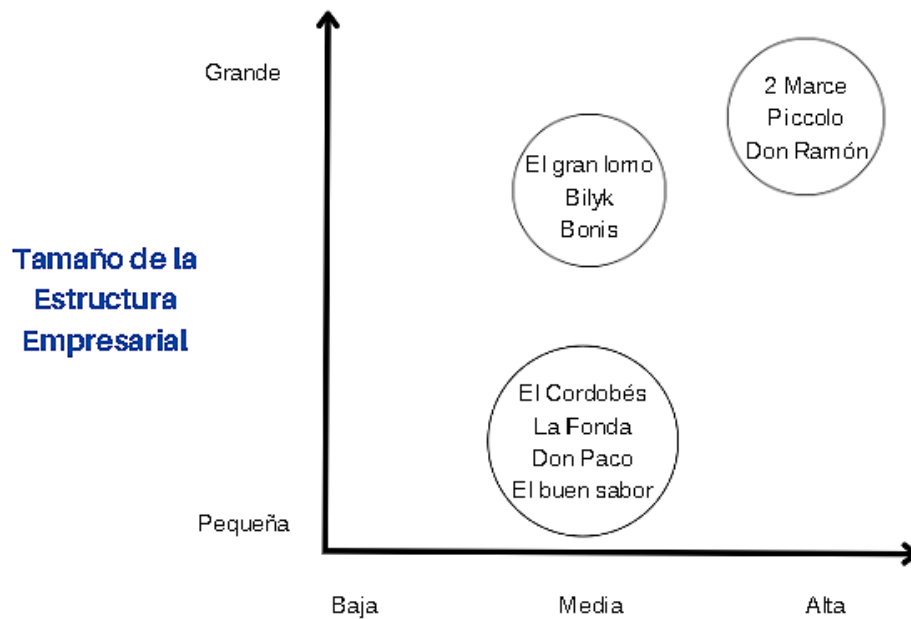 Grande
2 Marce
Piccolo
Don Ramón
El gran lomo
Bilyk
Bonis
Tamaño de la
Estructura
Empresarial
El Cordobés
La Fonda
Don Paco
El buen sabor
Pequeña
Baja Media Alta